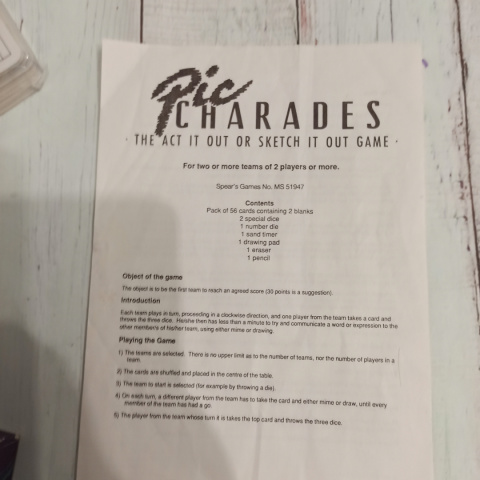 Pic
CHARADES
· THE ACT IT OUT OR SKETCH IT OUT GAME ·
For two or more teams of 2 players or more.
Spear's Games No. MS 51947
Contents
Pack of 56 cards containing 2 blanks
2 special dice
1 number die
1 sand timer
1 drawing pad
1 eraser
1 pencil
Object of the game
The object is to be the first team to reach an agreed score (30 points is a suggestion).
Introduction
Each team plays in turn, proceeding in a clockwise direction, and one player from the team takes a card and
throws the three dice. He/she then has less than a minute to try and communicate a word or expression to the
other members of his/her team, using either mime or drawing.
Playing the Game
1) The teams are selected. There is no upper limit as to the number of teams, nor the number of players in a
team.
2) The cards are shuffled and placed in the centre of the table.
3) The team to start is selected (for example by throwing a die).
4) On each turn, a different player from the team has to take the card and either mime or draw, until every
member of the team has had a go.
5) The player from the team whose turn it is takes the top card and throws the three dice.